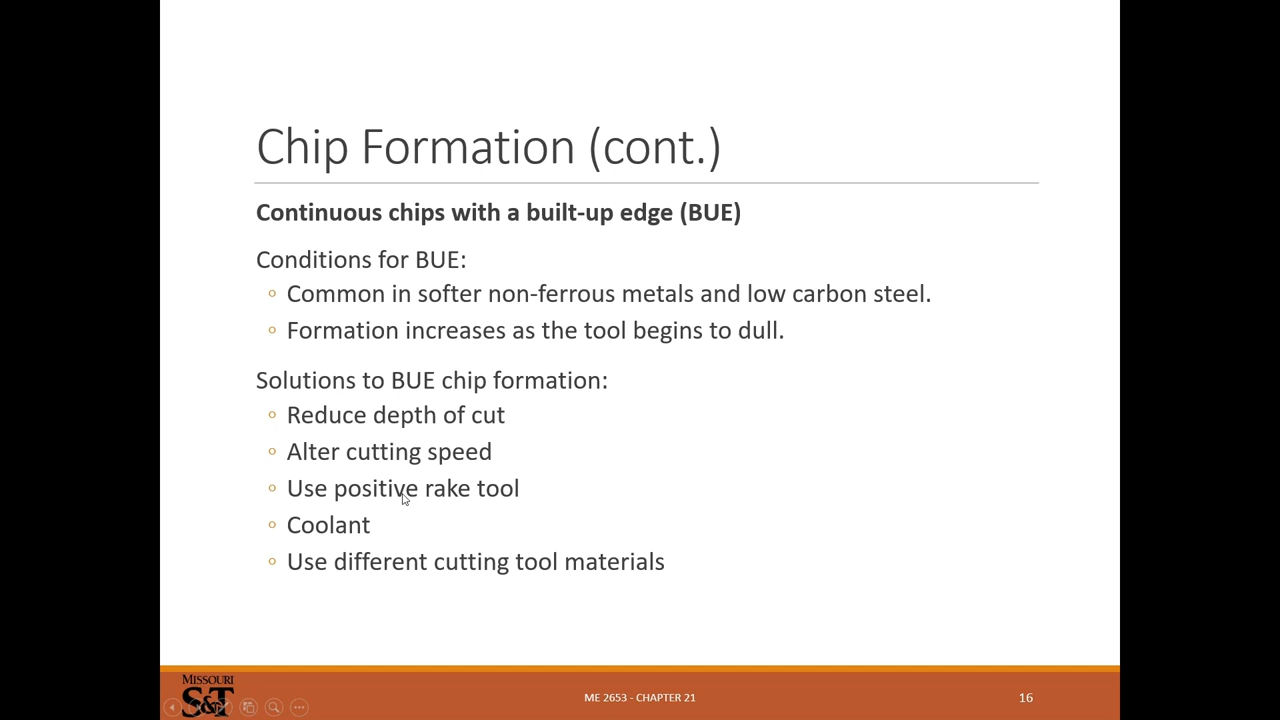 Chip Formation (cont.)
Continuous chips with a built-up edge (BUE)
Conditions for BUE:
Common in softer non-ferrous metals and low carbon steel.
Formation increases as the tool begins to dull.
Solutions to BUE chip formation:
Reduce depth of cut
Alter cutting speed
Use positive rake tool
Coolant
Use different cutting tool materials
MISSOURI
S&T
ME 2653 - CHAPTER 21
16